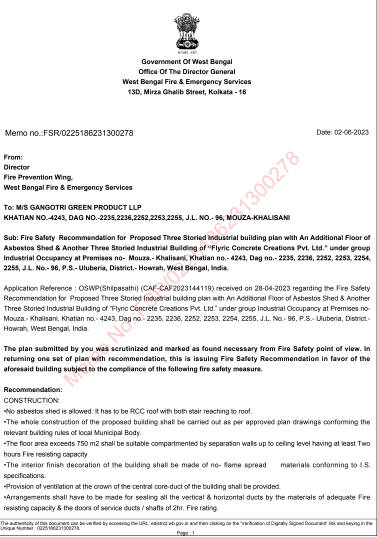 Government Of West Bengal
Office Of The Director General
West Bengal Fire & Emergency Services
13D, Mirza Ghalib Street, Kolkata - 16
Memo no.:FSR/0225186231300278
Date: 02-06-2023
From:
Director
Fire Prevention Wing,
West Bengal Fire & Emergency Services
To: M/S GANGOTRI GREEN PRODUCT LLP
KHATIAN NO.-4243, DAG NO.-2235,2236,2252,2253,2255, J.L. NO.- 96, MOUZA-KHALISANI
Sub: Fire Safety Recommendation for Proposed Three Storied Industrial building plan with An Additional Floor of
Asbestos Shed & Another Three Storied Industrial Building of "Flyric Concrete Creations Pvt. Ltd." under group
Industrial Occupancy at Premises no- Mouza.- Khalisani, Khatian no.- 4243, Dag no.- 2235, 2236, 2252, 2253, 2254,
2255, J.L. No.- 96, P.S.- Uluberia, District.- Howrah, West Bengal, India.
Application Reference : OSWP(Shilpasathi) (CAF-CAF2023144119) received on 28-04-2023 regarding the Fire Safety
Recommendation for Proposed Three Storied Industrial building plan with An Additional Floor of Asbestos Shed & Another
Three Storied Industrial Building of "Flyric Concrete Creations Pvt. Ltd." under group Industrial Occupancy at Premises no-
Mouza.- Khalisani, Khatian no.- 4243, Dag no.- 2235, 2236, 2252, 2253, 2254, 2255, J.L. No.- 96, P.S.- Uluberia, District.-
Howrah, West Bengal, India.
The plan submitted by you was scrutinized and marked as found necessary from Fire Safety point of view. In
returning one set of plan with recommendation, this is issuing Fire Safety Recommendation in favor of the
aforesaid building subject to the compliance of the following fire safety measure.
Recommendation:
CONSTRUCTION:
•No asbestos shed is allowed. It has to be RCC roof with both stair reaching to roof.
•The whole construction of the proposed building shall be carried out as per approved plan drawings conforming the
relevant building rules of local Municipal Body.
•The floor area exceeds 750 m2 shall be suitable compartmented by separation walls up to ceiling level having at least Two
hours Fire resisting capacity
•The interior finish decoration of the building shall be made of no- flame spread materials conforming to I.S.
specifications.
•Provision of ventilation at the crown of the central core-duct of the building shall be provided.
•Arrangements shall have to be made for sealing all the vertical & horizontal ducts by the materials of adequate Fire
resisting capacity & the doors of service ducts / shafts of 2hr. Fire rating.
The authenticity of this document can be verified by accessing the URL: edistrict.wb.gov.in and then clicking on the 'Verification of Digitally Signed Document' link and keying in the
Unique Number : 0225186231300278.
Page : 1